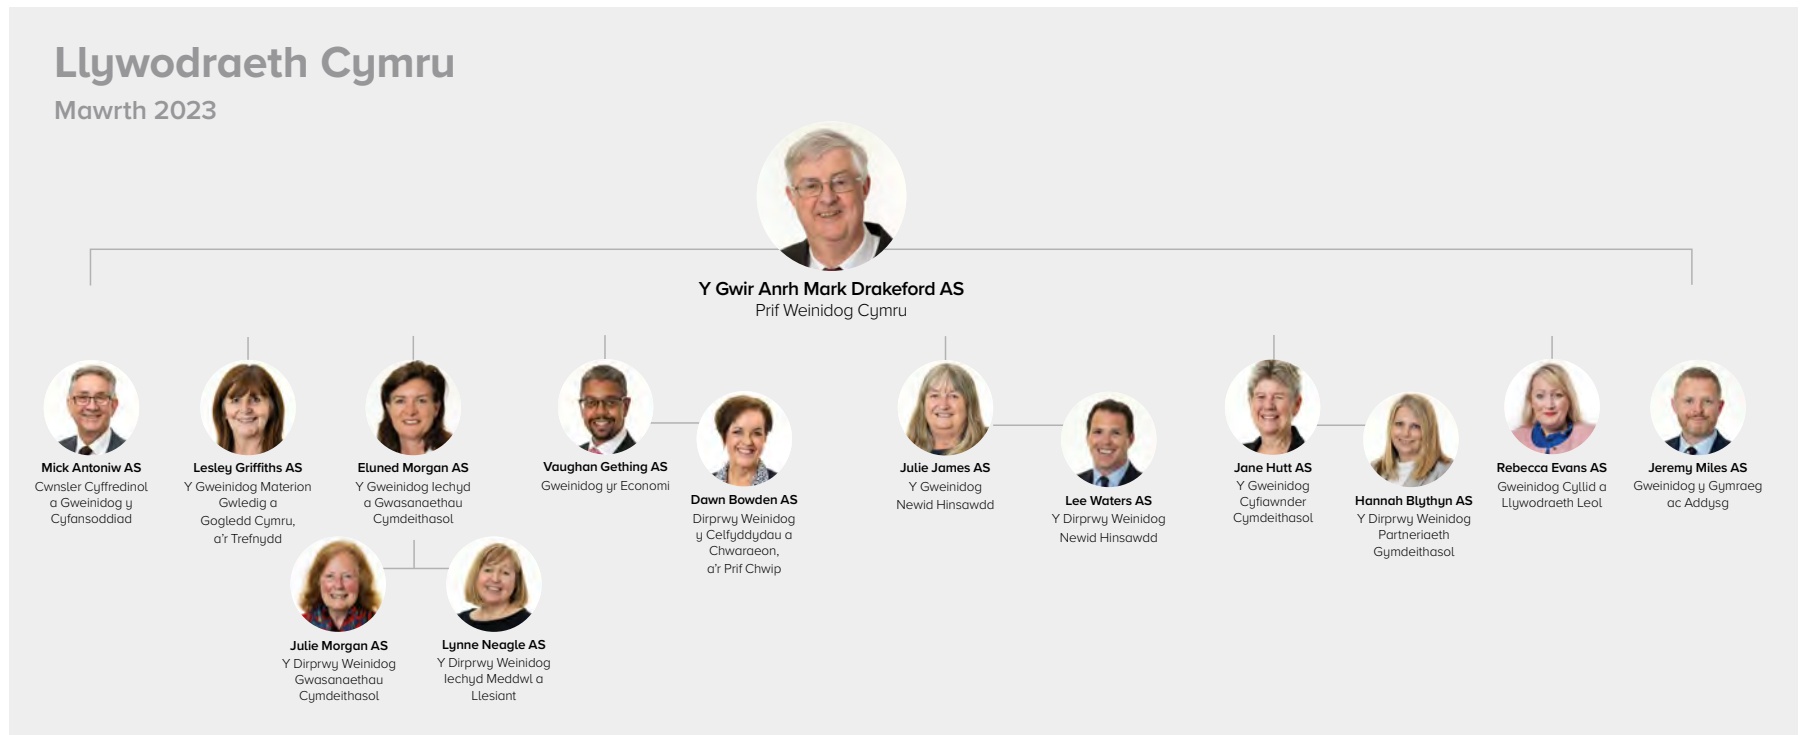 Llywodraeth Cymru
Mawrth 2023
Y Gwir Anrh Mark Drakeford AS
Prif Weinidog Cymru
Mick Antoniw AS
Cwnsler Cyffredinol
a Gweinidog y
Cyfansoddiad
Lesley Griffiths AS
Y Gweinidog Materion
Gwledig a
Gogledd Cymru,
a'r Trefnydd
Eluned Morgan AS
Y Gweinidog Iechyd
a Gwasanaethau
Cymdeithasol
Julie Morgan AS
Y Dirprwy Weinidog
Gwasanaethau
Cymdeithasol
Lynne Neagle AS
Y Dirprwy Weinidog
Iechyd Meddwl a
Llesiant
Vaughan Gething AS
Gweinidog yr Economi
Dawn Bowden AS
Dirprwy Weinidog
y Celfyddydau a
Chwaraeon,
a'r Prif Chwip
Julie James AS
Y Gweinidog
Newid Hinsawdd
Lee Waters AS
Y Dirprwy Weinidog
Newid Hinsawdd
Jane Hutt AS
Y Gweinidog
Cyfiawnder
Cymdeithasol
Hannah Blythyn AS
Y Dirprwy Weinidog
Partneriaeth
Gymdeithasol
Rebecca Evans AS
Gweinidog Cyllid a
Llywodraeth Leol
Jeremy Miles AS
Gweinidog y Gymraeg
ac Addysg